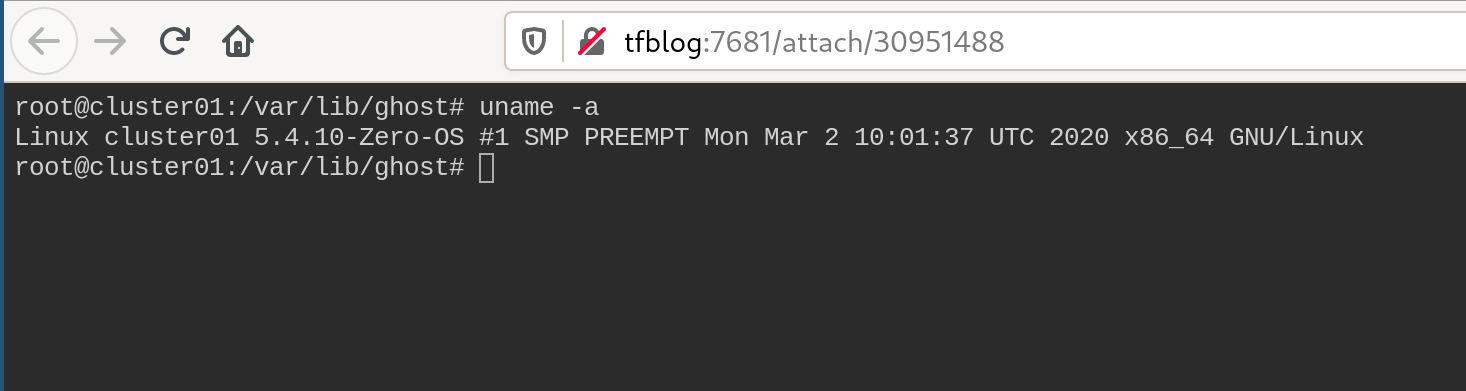 tfblog:7681/attach/30951488
root@cluster01:/var/lib/ghost# uname -a
Linux cluster01 5.4.10-Zero-OS #1 SMP PREEMPT Mon Mar 2 10:01:37 UTC 2020 x86_64 GNU/Linux
root@cluster01:/var/lib/ghost#